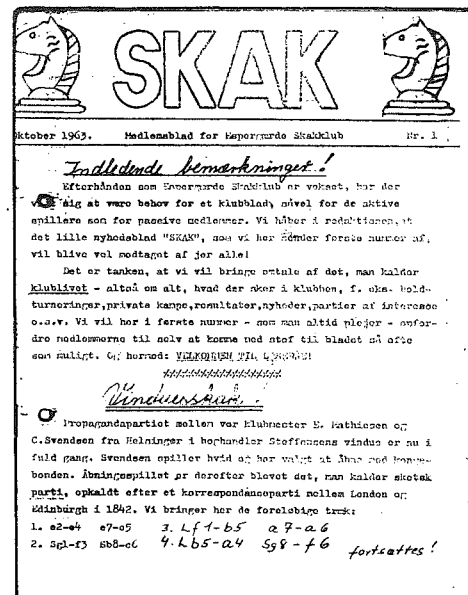 SKAK
ktober 1963. Medlemsblad for Espergærde Skakklub Nr. 1
Indledende bemærkninger!
Efterhånden som Espergærde Skakklub er vokset, har der
sig at være behov for et klubblad, såvel for de aktive
spillere som for passive medlemmer. Vi håber i redaktionen, at
det lille nyhedsblad "SKAK", som vi her sender første nummer af,
vil blive vel modtaget af jer alle!
Det er tanken, at vi vil bringe omtale af det, man kalder
klublivet - altså om alt, hvad der sker i klubben, f. eks. hold-
turneringer, private kampe, resultater, nyheder, partier af interesse
o.s.v. Vi vil her i første nummer - som man altid plejer - opfor-
dre medlemmerne til selv at komme med stof til bladet så ofte
som muligt. Og hermed: VELKOMMEN TIL
Vinduesskak!
Propagandapartiet mellem vor klubmester E. Mathiesen og
C. Svendsen fra Helsingør i boghandler Steffensens vindue er nu i
fuld gang. Svendsen spiller hvid og har valgt at åbne med konge-
bonden. Åbningsspillet er derefter blevet det, man kalder skotsk
parti, opkaldt efter et korrespondanceparti mellem London og
Edinburgh i 1842. Vi bringer her de foreløbige træk:
1. e2-e4 e7-e5 3. Lf1-b5 a7-a6
2. Sg1-f3 Sb8-c6 4. Lb5-a4 Sg8-f6
fortsættes!